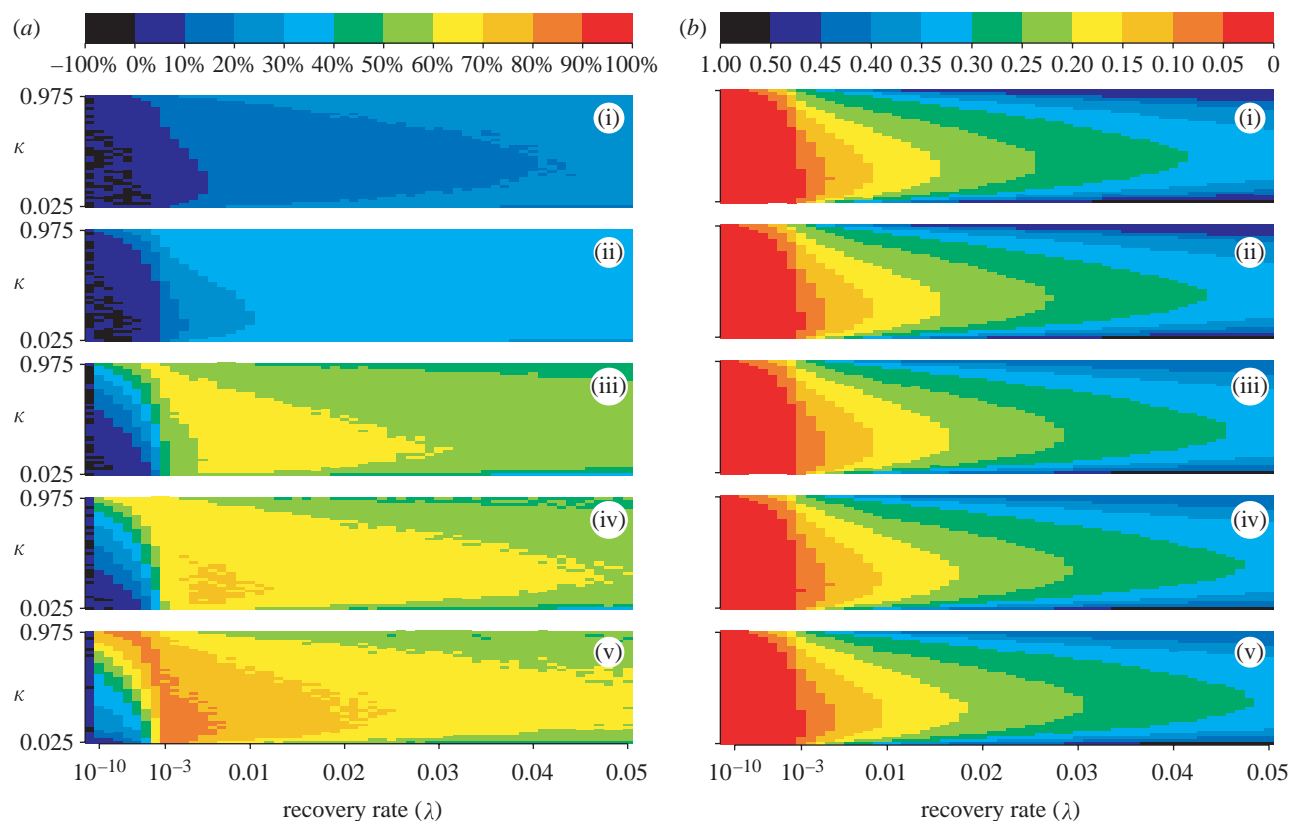 (a)
–100% 0% 10% 20% 30% 40% 50% 60% 70% 80% 90% 100%
0.975
κ
0.025
(i)
0.975
κ
0.025
(ii)
0.975
κ
0.025
(iii)
0.975
κ
0.025
(iv)
0.975
κ
0.025
(v)
10–10 10–3 0.01 0.02 0.03 0.04 0.05
recovery rate (λ)
(b)
1.00 0.50 0.45 0.40 0.35 0.30 0.25 0.20 0.15 0.10 0.05 0
(i)
(ii)
(iii)
(iv)
(v)
10–10 10–3 0.01 0.02 0.03 0.04 0.05
recovery rate (λ)